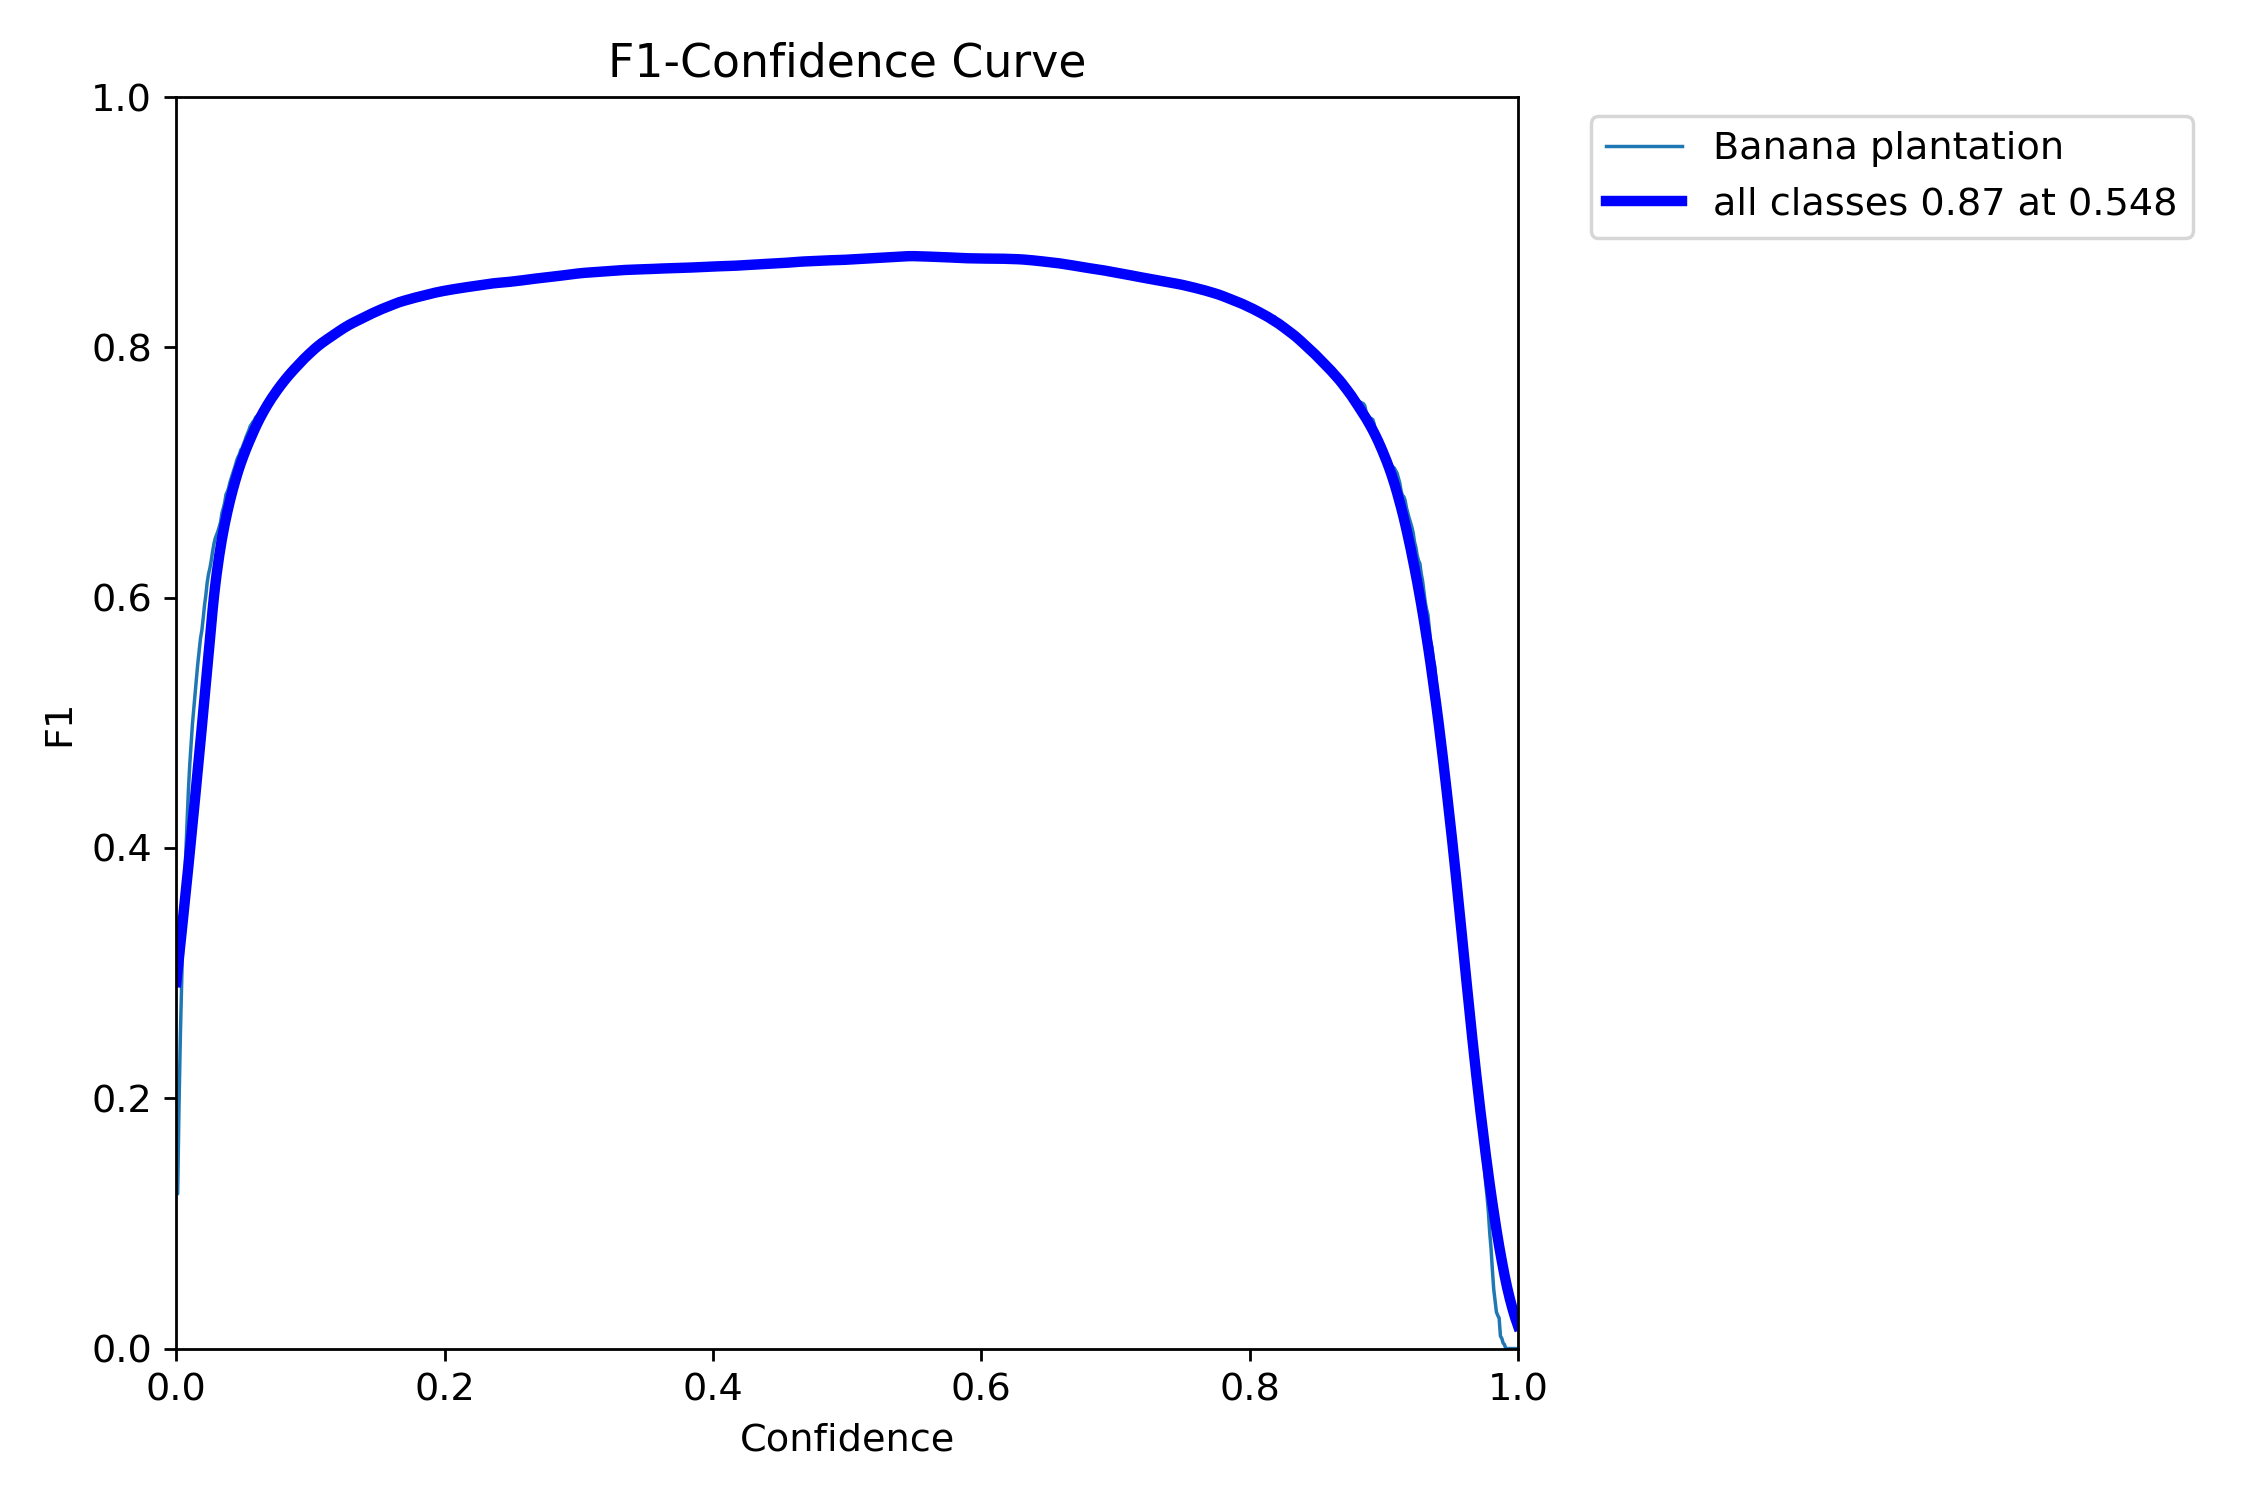 F1-Confidence Curve
1.0
0.8
0.6
0.4
0.2
0.0
F1
0.0 0.2 0.4 0.6 0.8 1.0
Confidence
Banana plantation
all classes 0.87 at 0.548